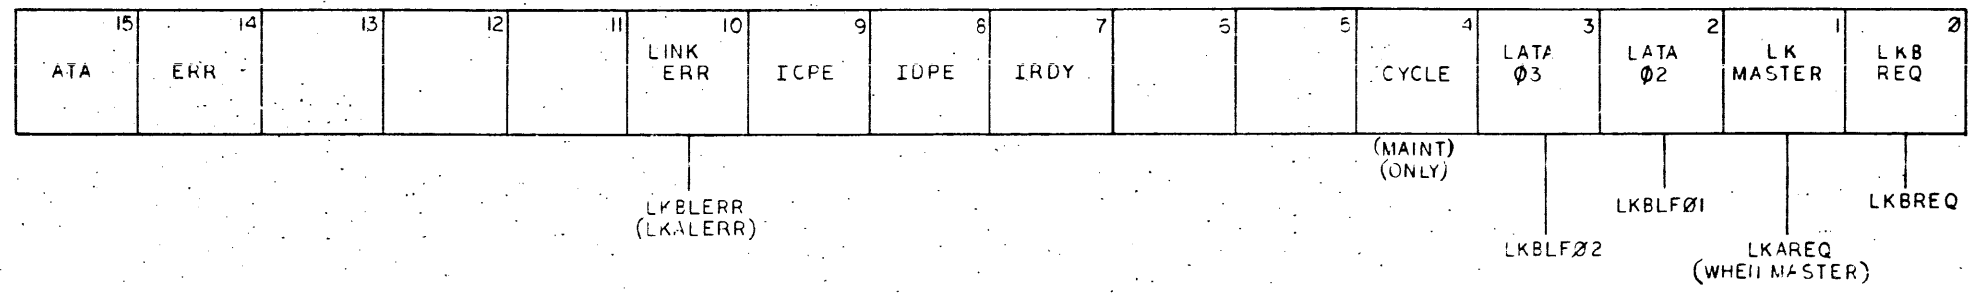 15 14 13 12 11 10 9 8 7 6 5 4 3 2 1 Ø
ATA ERR LINK ERR ICPE IDPE IRDY CYCLE LATA Ø3 LATA Ø2 LK MASTER LKB REQ
(MAINT)
(ONLY)
LKBLERR
(LKALERR)
LKBLFØ2
LKBLFØ1
LKAREQ
(WHEN MASTER)
LKBREQ